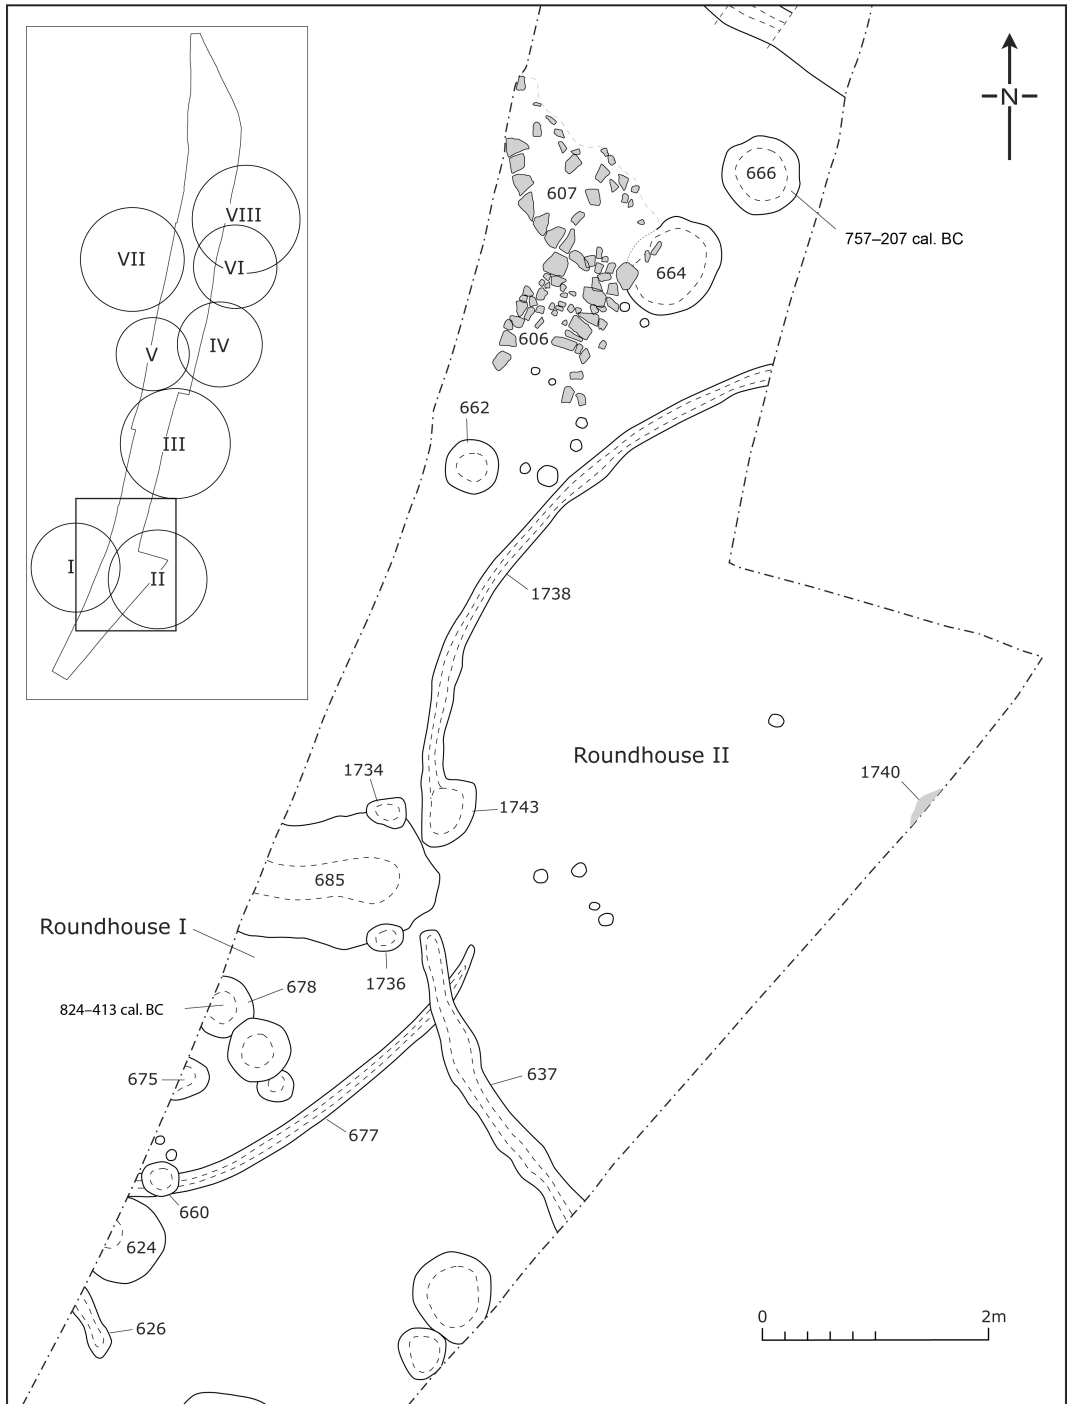 N
VIII
VII
VI
IV
V
III
I
II
607
666
757–207 cal. BC
664
606
662
1738
Roundhouse II
1734
1740
1743
685
Roundhouse I
1736
678
824–413 cal. BC
675
637
677
660
624
626
0 2m